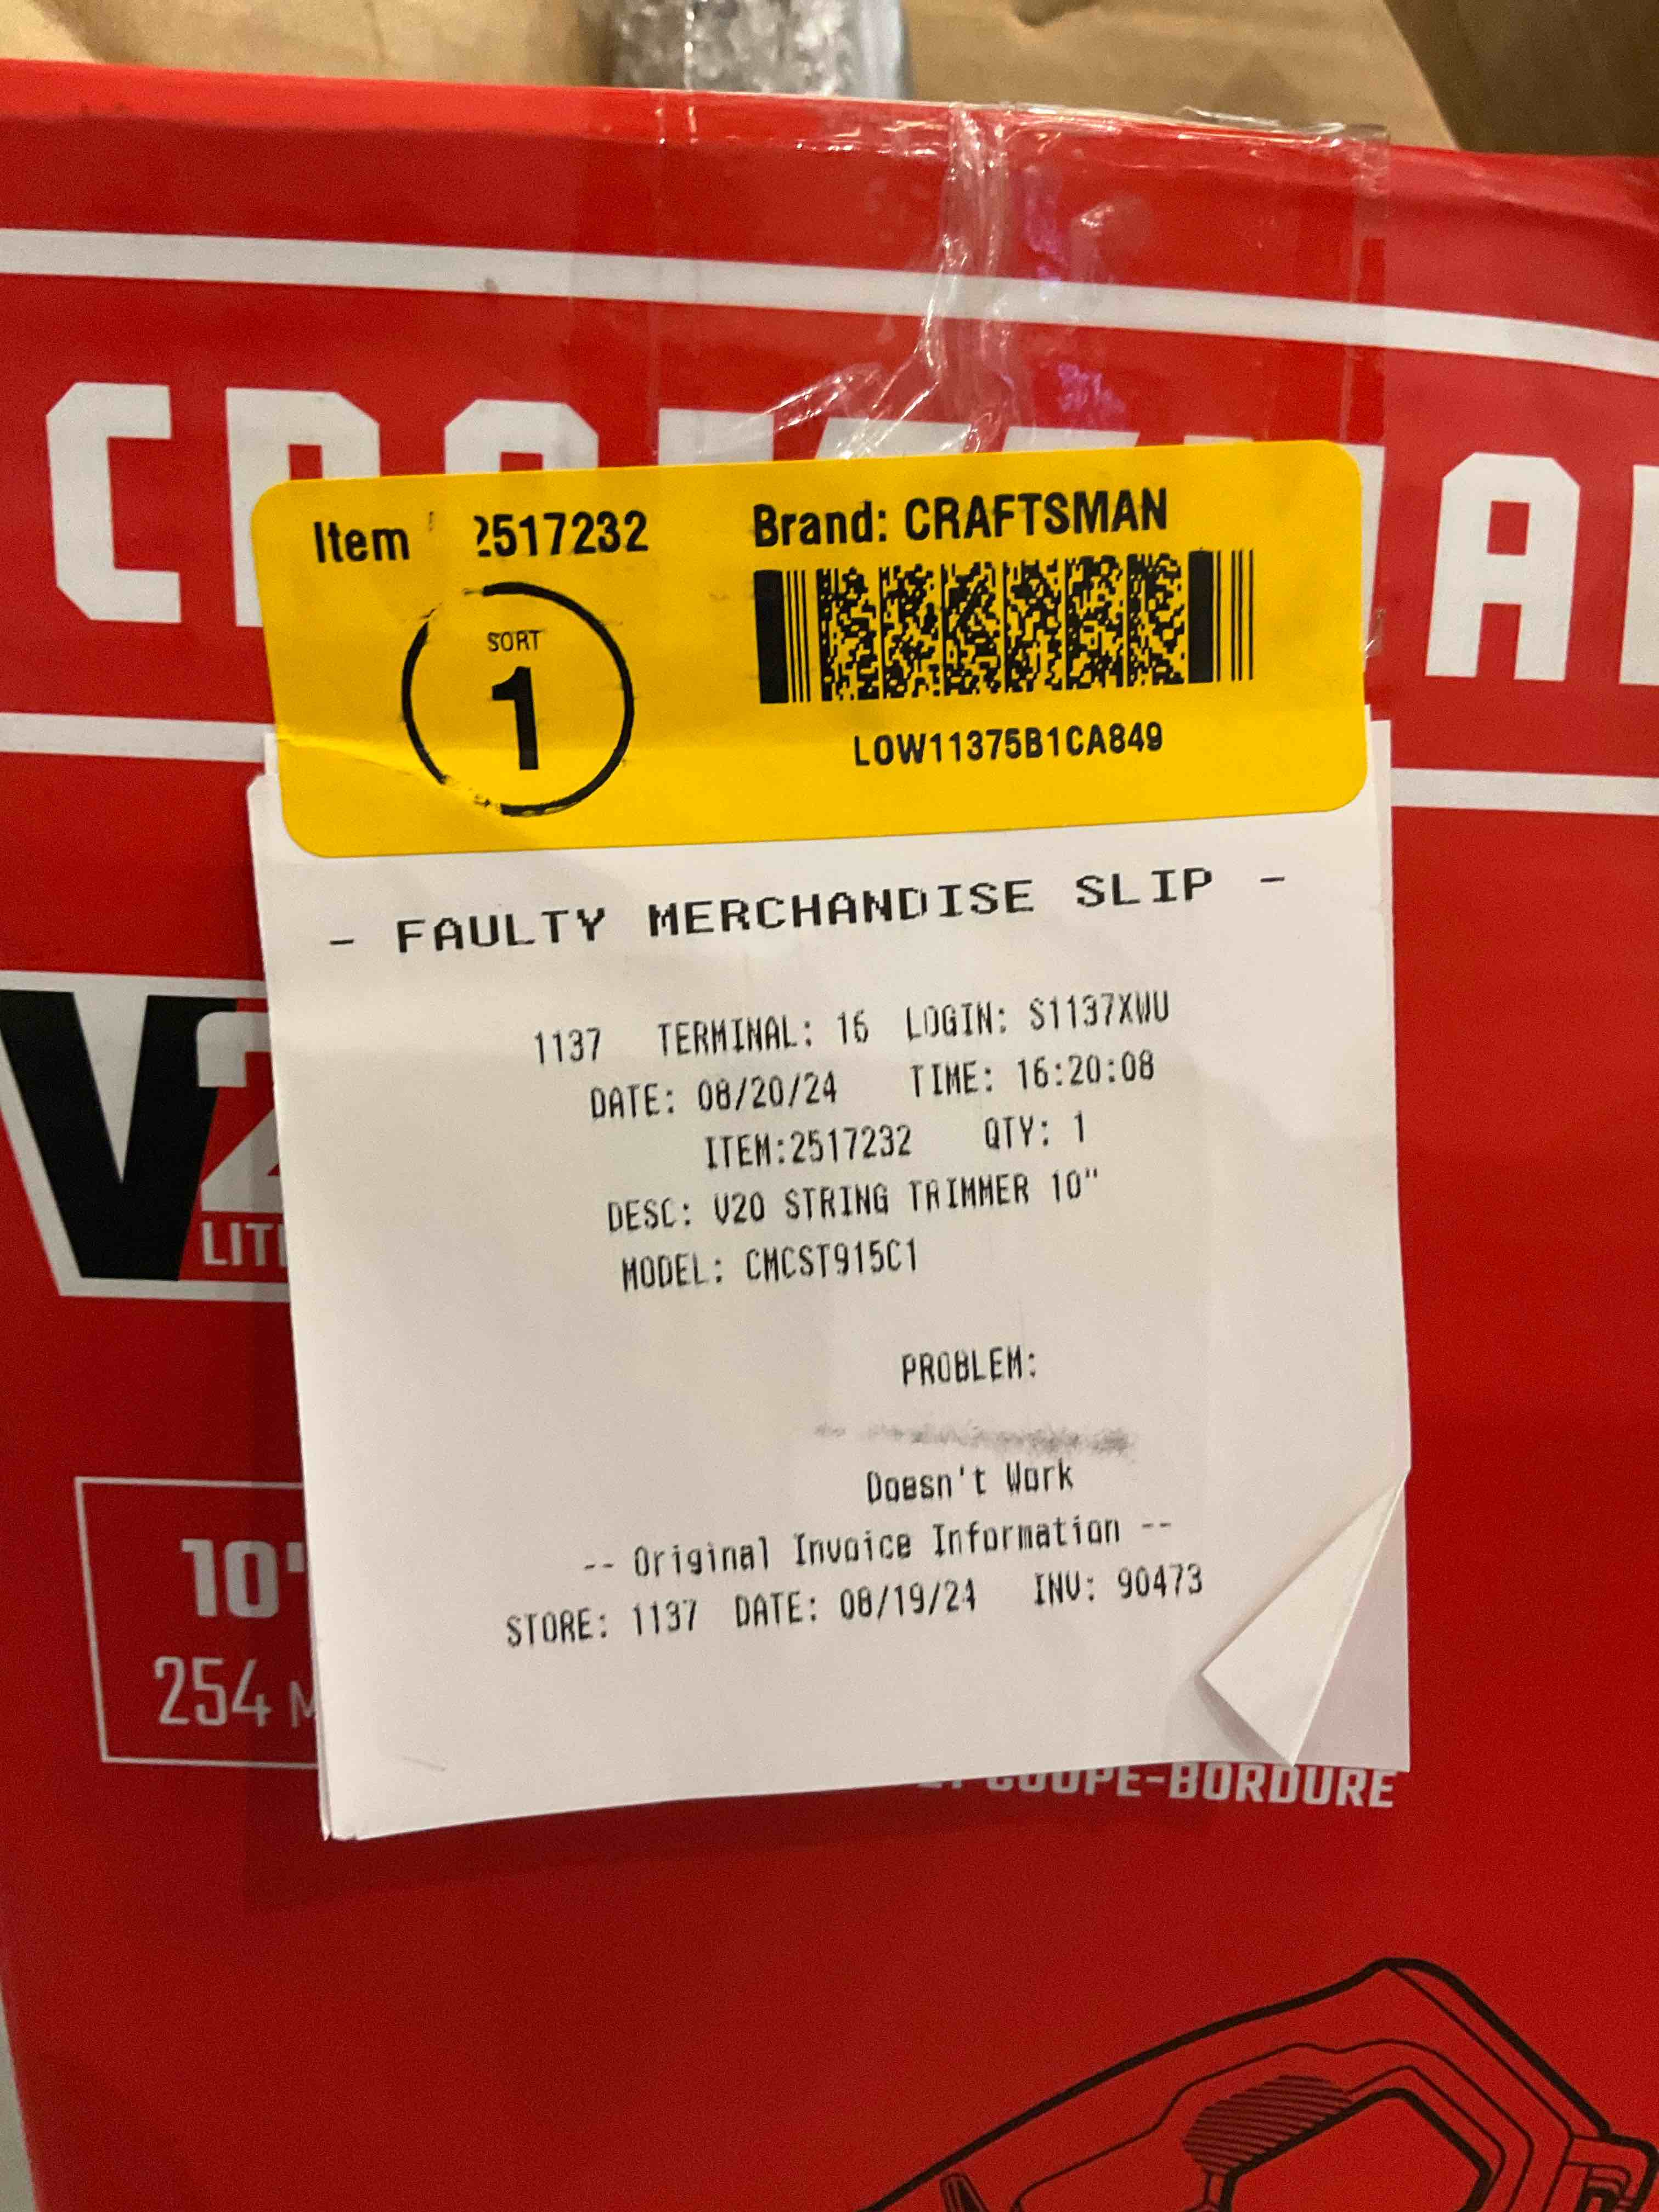 Item 2517232 Brand: CRAFTSMAN
SORT
1
LOW11375B1CA849
- FAULTY MERCHANDISE SLIP -
1137 TERMINAL: 16 LOGIN: S1137XWU
DATE: 08/20/24 TIME: 16:20:08
ITEM:2517232 QTY: 1
DESC: V20 STRING TRIMMER 10"
MODEL: CMCST915C1
PROBLEM:
Doesn't Work
-- Original Invoice Information --
STORE: 1137 DATE: 08/19/24 INV: 90473
V2
10"
254
COUPE-BORDURE